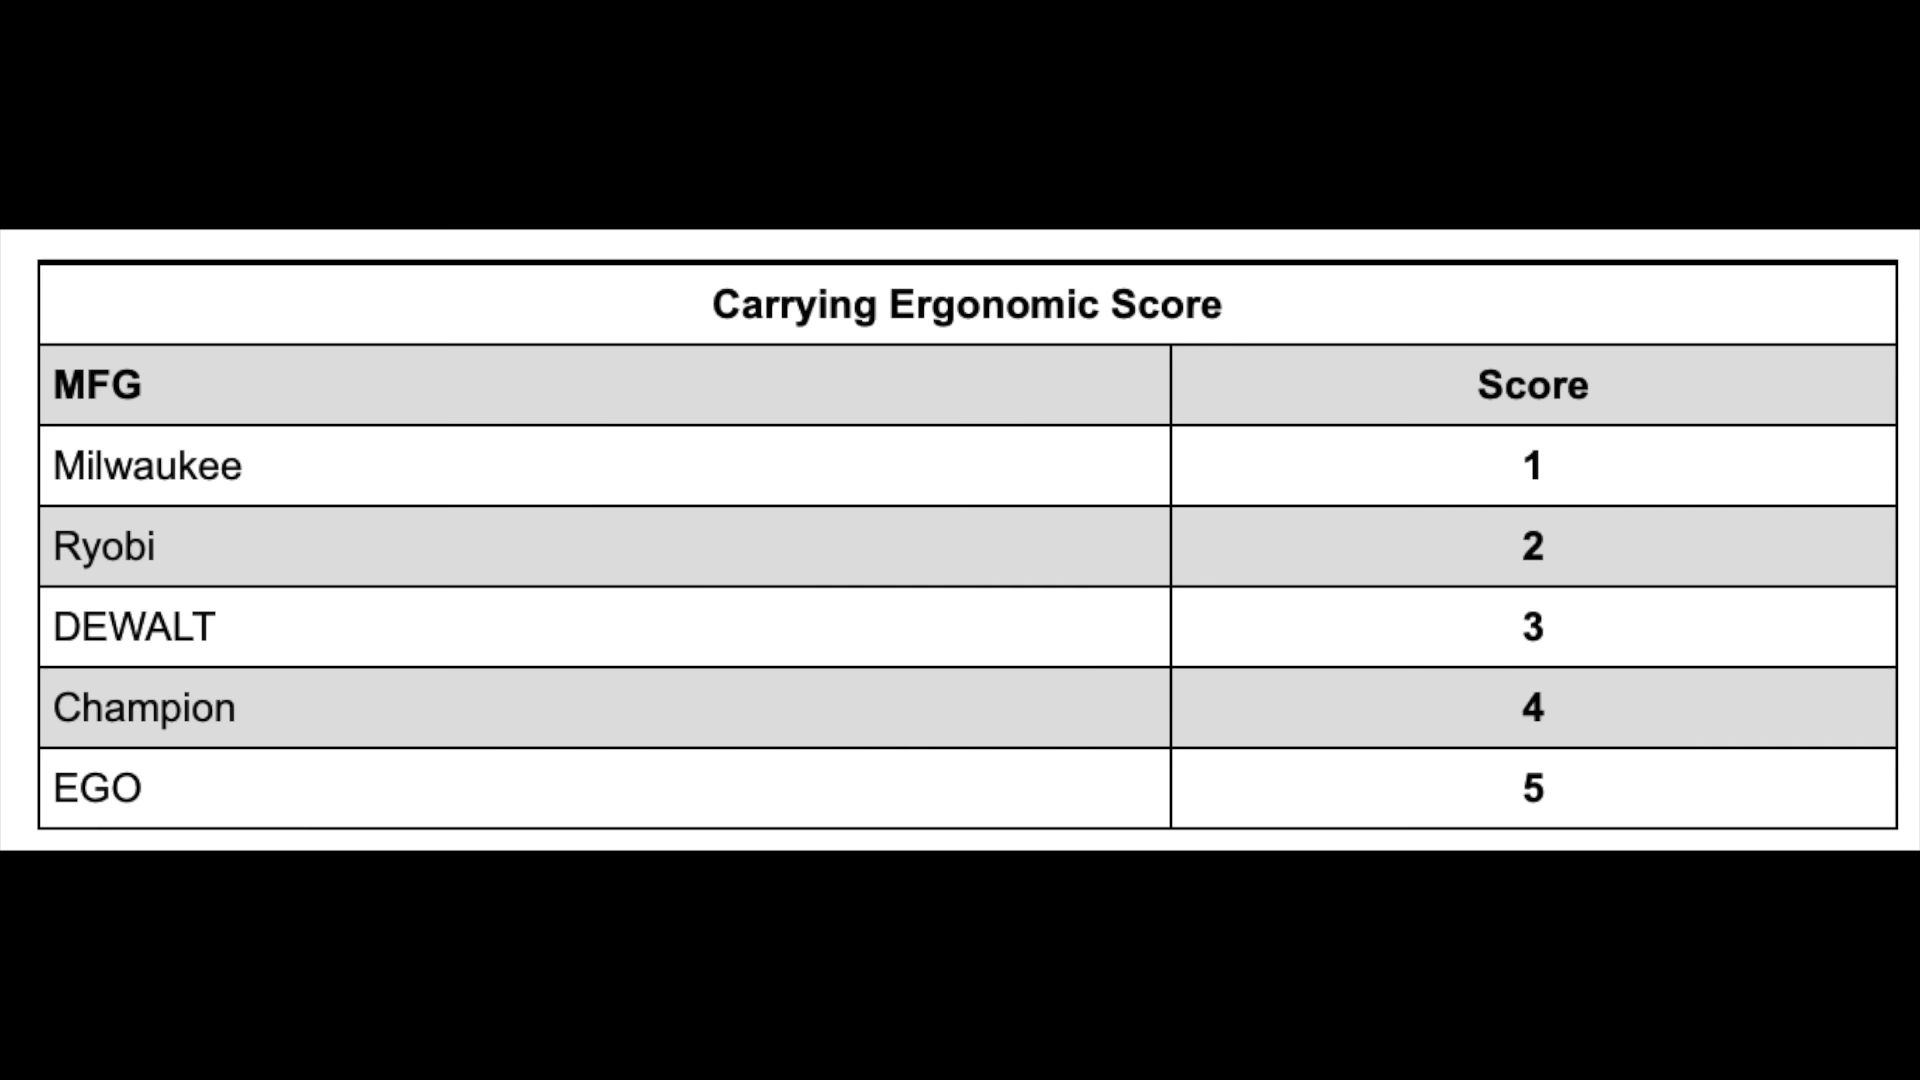 Carrying Ergonomic Score
MFG Score
Milwaukee 1
Ryobi 2
DEWALT 3
Champion 4
EGO 5